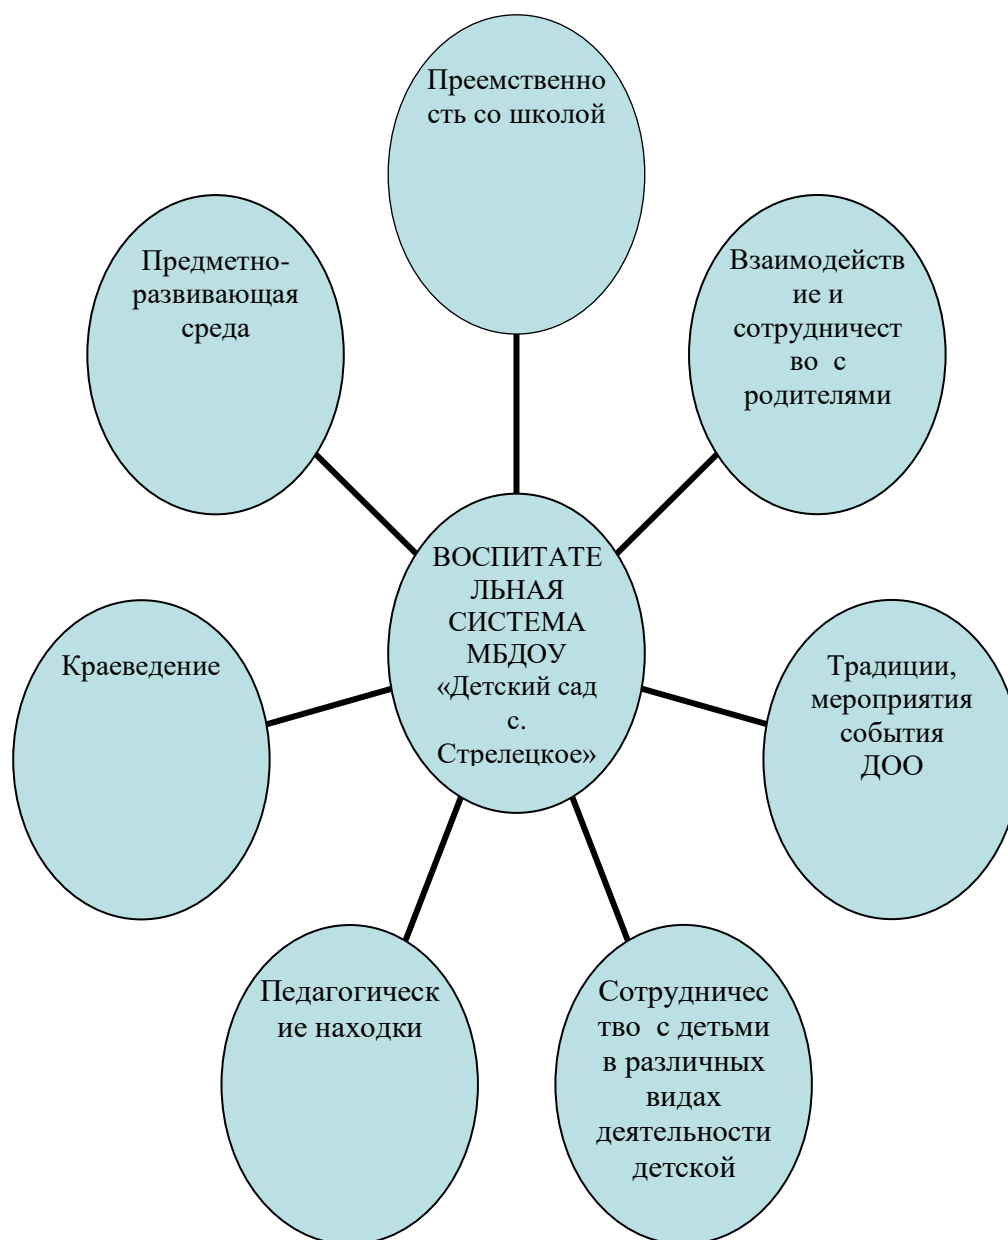 Преемственно
сть со школой
Предметно-
развивающая
среда
Взаимодейств
ие и
сотрудничест
во с
родителями
ВОСПИТАТЕ
ЛЬНАЯ
СИСТЕМА
МБДОУ
«Детский сад
с.
Стрелецкое»
Краеведение
Традиции,
мероприятия
события
ДОО
Педагогическ
ие находки
Сотрудничес
тво с детьми
в различных
видах
деятельности
детской